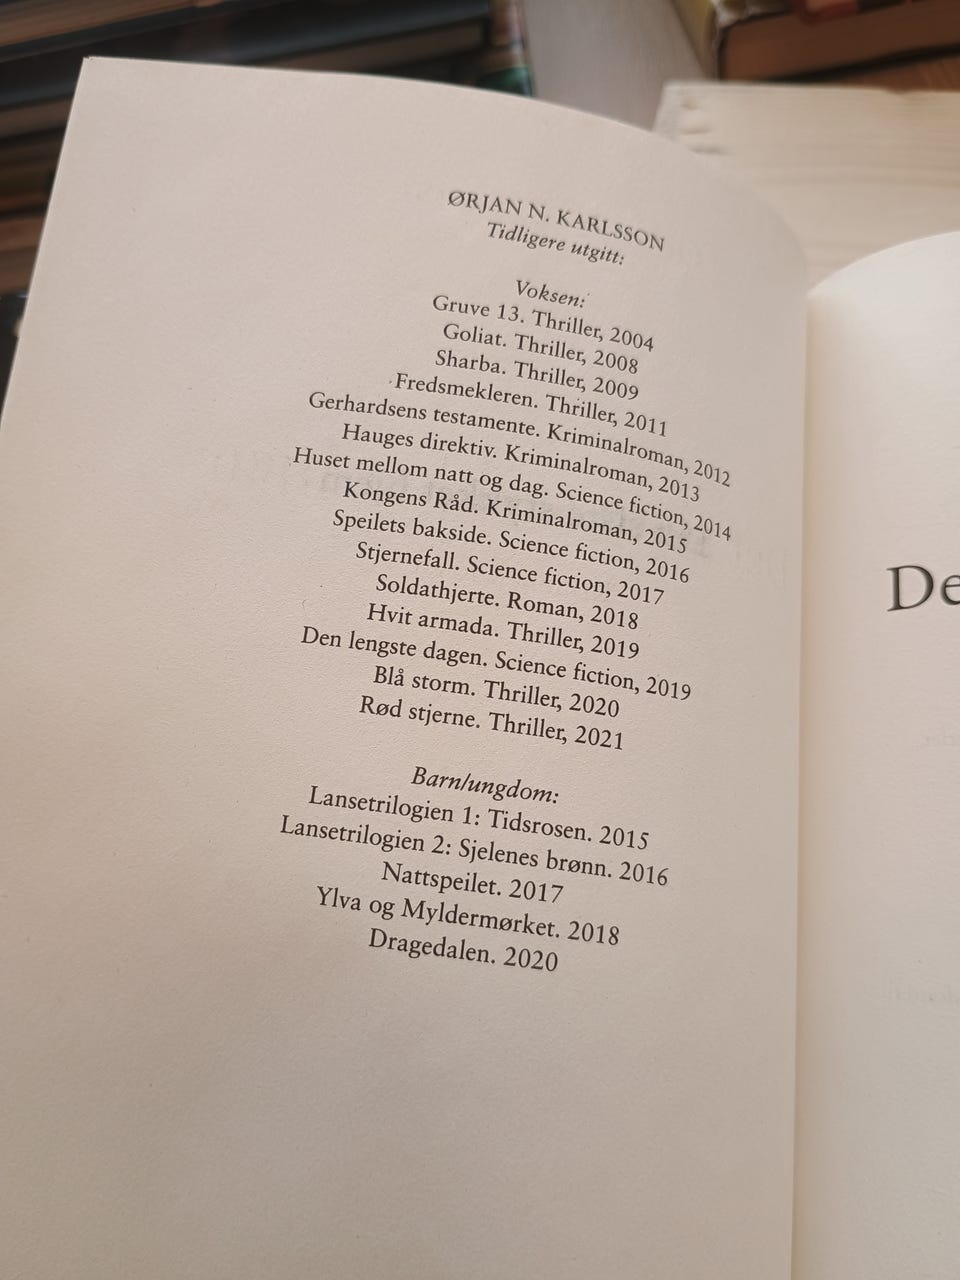 ØRJAN N. KARLSSON
Tidligere utgitt:
Voksen:
Gruve 13. Thriller, 2004
Goliat. Thriller, 2008
Sharba. Thriller, 2009
Fredsmekleren. Thriller, 2011
Gerhardsens testamente. Kriminalroman, 2012
Hauges direktiv. Kriminalroman, 2013
Huset mellom natt og dag. Science fiction, 2014
Kongens Råd. Kriminalroman, 2015
Speilets bakside. Science fiction, 2016
Stjernefall. Science fiction, 2017
Soldathjerte. Roman, 2018
Hvit armada. Thriller, 2019
Den lengste dagen. Science fiction, 2019
Blå storm. Thriller, 2020
Rød stjerne. Thriller, 2021
Barn/ungdom:
Lansetrilogien 1: Tidsrosen. 2015
Lansetrilogien 2: Sjelenes brønn. 2016
Nattspeilet. 2017
Ylva og Myldermørket. 2018
Dragedalen. 2020
De